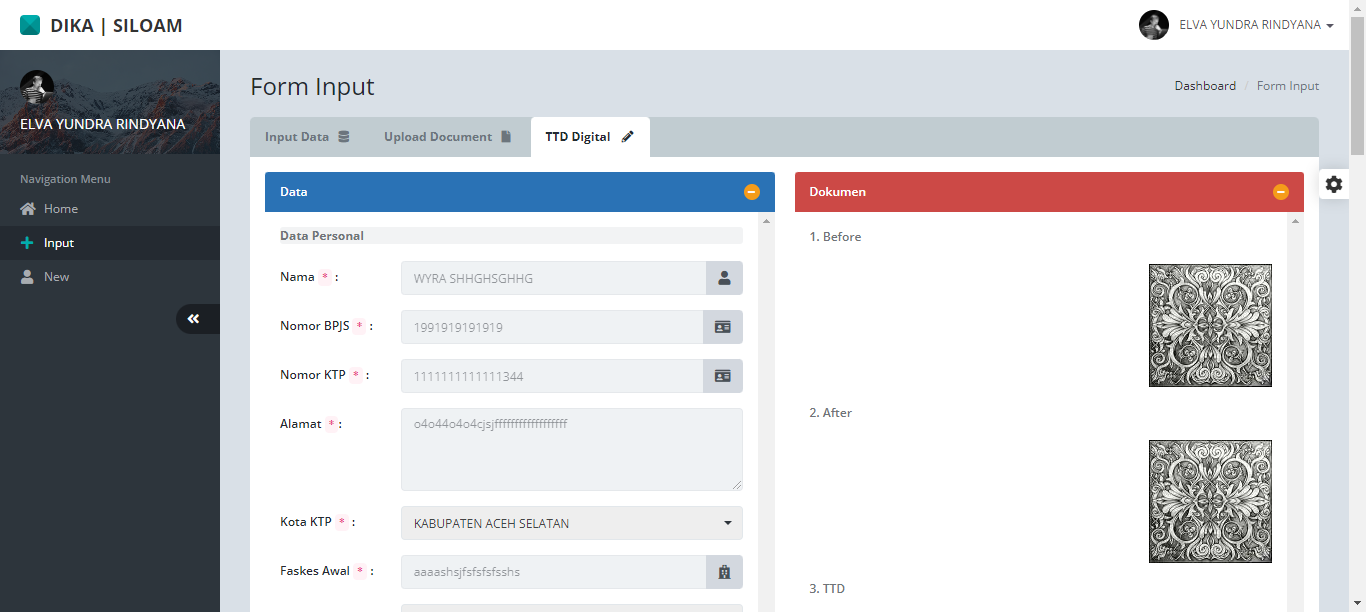 DIKA | SILOAM
ELVA YUNDRA RINDYANA
ELVA YUNDRA RINDYANA
Navigation Menu
Home
Input
New
Form Input
Dashboard / Form Input
Input Data
Upload Document
TTD Digital
Data
Data Personal
Nama * :
WYRA SHHGHSGHHG
Nomor BPJS * :
1991919191919
Nomor KTP * :
1111111111111344
Alamat * :
o4o44o4o4cjsjffffffffffffffffff
Kota KTP * :
KABUPATEN ACEH SELATAN
Faskes Awal * :
aaaashsjfsfsfsfsshs
Dokumen
1. Before
2. After
3. TTD